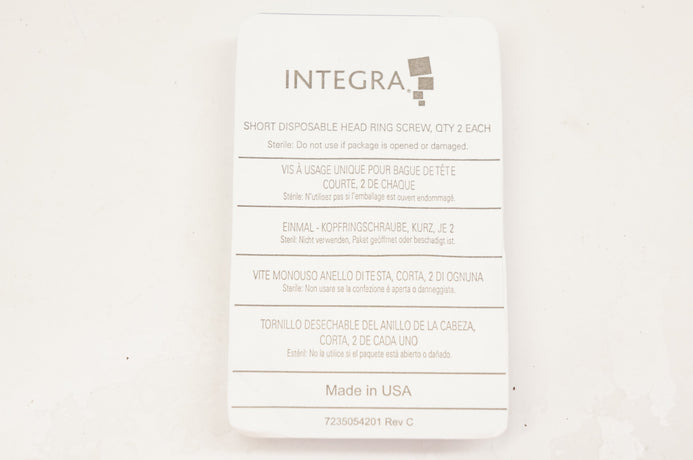 INTEGRA®
SHORT DISPOSABLE HEAD RING SCREW, QTY 2 EACH
Sterile: Do not use if package is opened or damaged.
VIS À USAGE UNIQUE POUR BAGUE DE TÊTE
COURTE, 2 DE CHAQUE
Stérile: N'utilisez pas si l'emballage est ouvert endommagé.
EINMAL - KOPFRINGSCHRAUBE, KURZ, JE 2
Steril: Nicht verwenden, Paket geöffnet oder beschadigt ist.
VITE MONOUSO ANELLO DI TESTA, CORTA, 2 DI OGNUNA
Sterile: Non usare se la confezione é aperta o danneggiata.
TORNILLO DESECHABLE DEL ANILLO DE LA CABEZA,
CORTA, 2 DE CADA UNO
Estéril: No la utilice si el paquete está abierto o dañado.
Made in USA
7235054201 Rev C